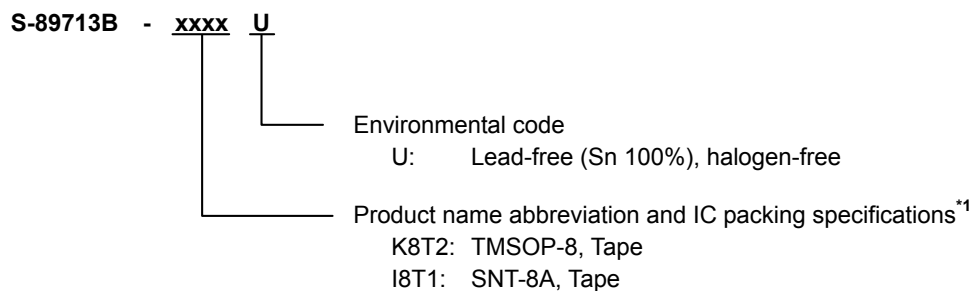 S-89713B - xxxx U
Environmental code
U: Lead-free (Sn 100%), halogen-free
Product name abbreviation and IC packing specifications*1
K8T2: TMSOP-8, Tape
I8T1: SNT-8A, Tape